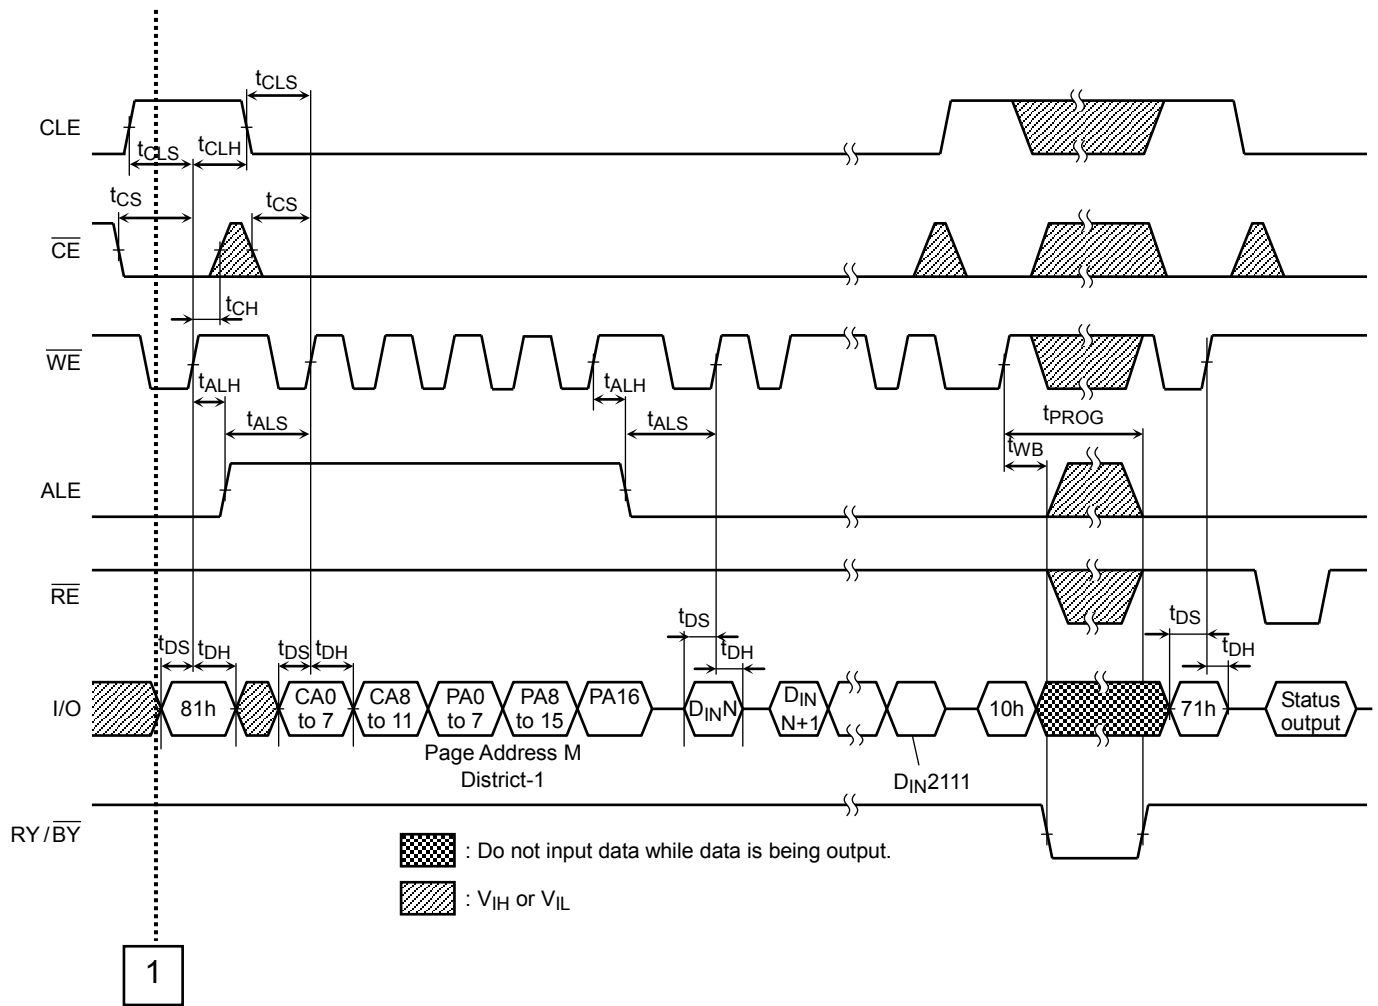 tCLS
CLE
tCLS
tCLH
tCS
tCS
CE
tCH
WE
tALH
tALH
tALS
tALS
tPROG
tWB
ALE
RE
tDS
tDH
tDS
tDH
tDS
tDH
tDS
tDH
I/O
81h
CA0
to 7
CA8
to 11
PA0
to 7
PA8
to 15
PA16
DINN
DIN
N+1
10h
71h
Status
output
Page Address M
District-1
DIN2111
RY/BY
: Do not input data while data is being output.
: VIH or VIL
1